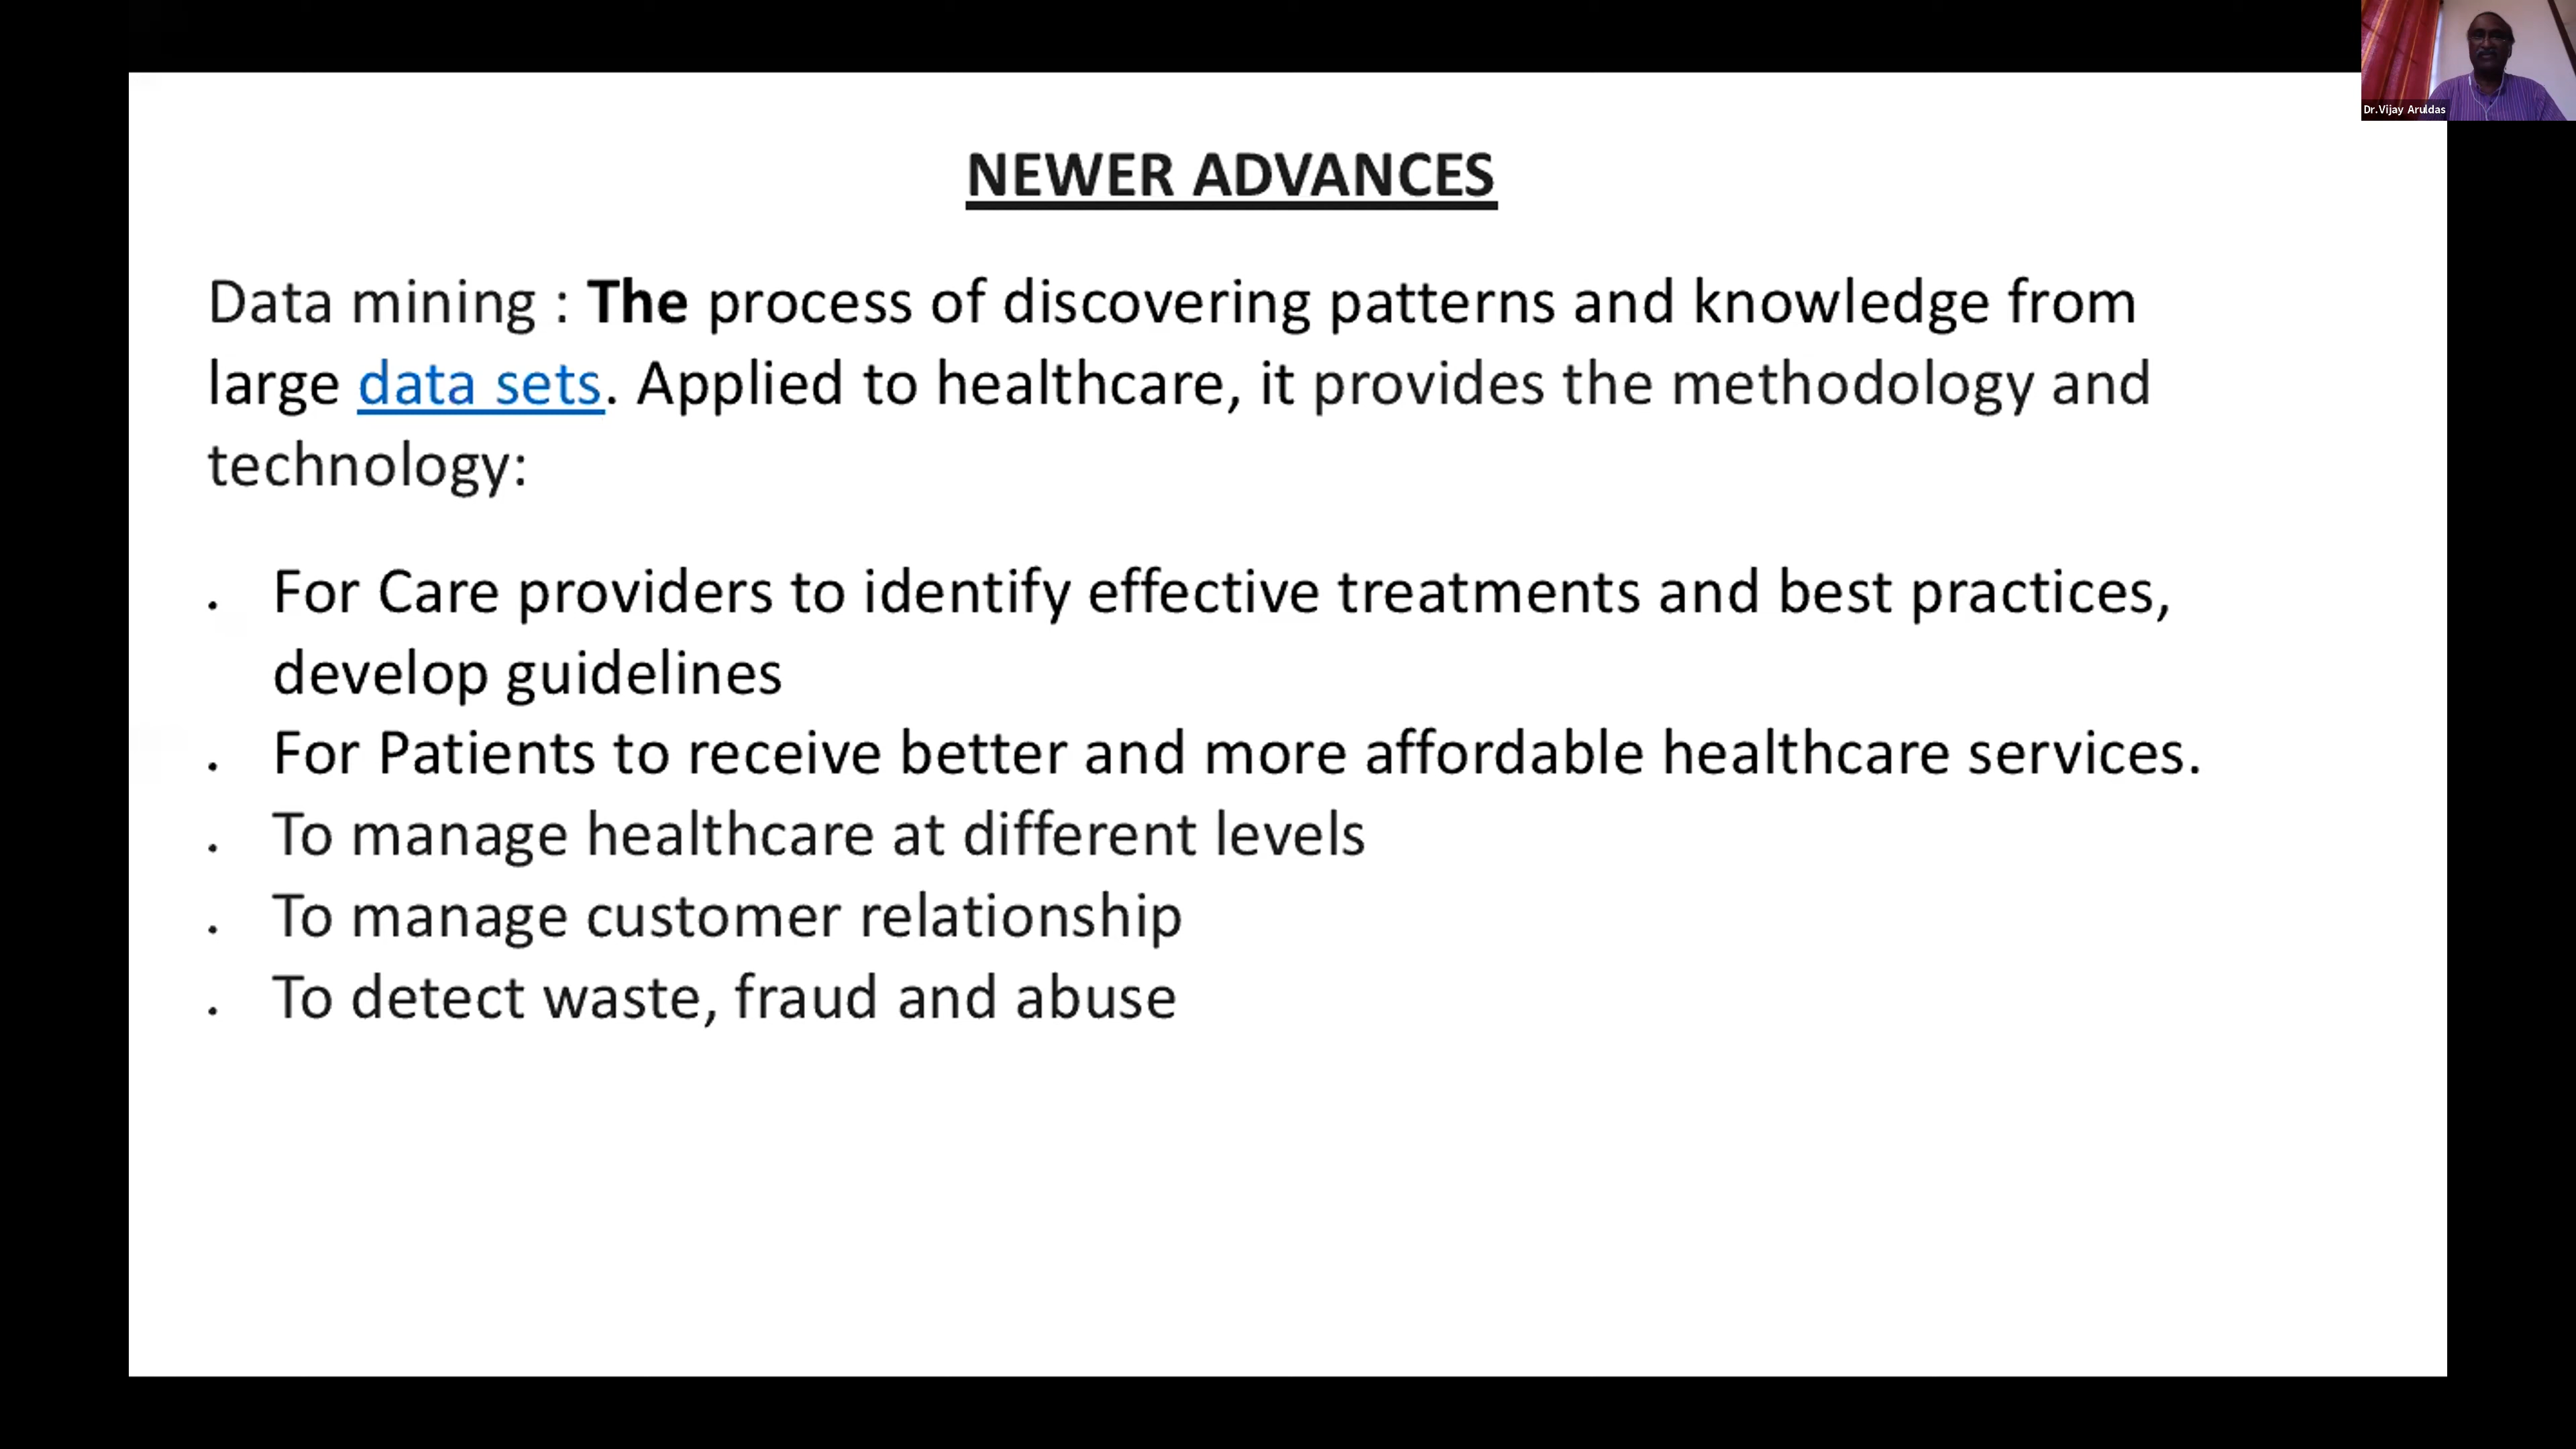 Dr.Vijay Aruldas
NEWER ADVANCES
Data mining : The process of discovering patterns and knowledge from
large data sets. Applied to healthcare, it provides the methodology and
technology:
. For Care providers to identify effective treatments and best practices,
develop guidelines
. For Patients to receive better and more affordable healthcare services.
. To manage healthcare at different levels
. To manage customer relationship
. To detect waste, fraud and abuse